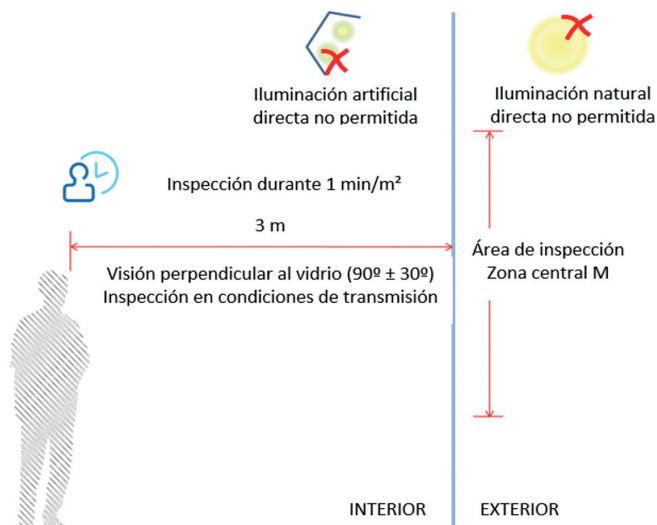 Iluminación artificial
directa no permitida
Iluminación natural
directa no permitida
Inspección durante 1 min/m²
3 m
Visión perpendicular al vidrio (90º ± 30º)
Inspección en condiciones de transmisión
Área de inspección
Zona central M
INTERIOR
EXTERIOR